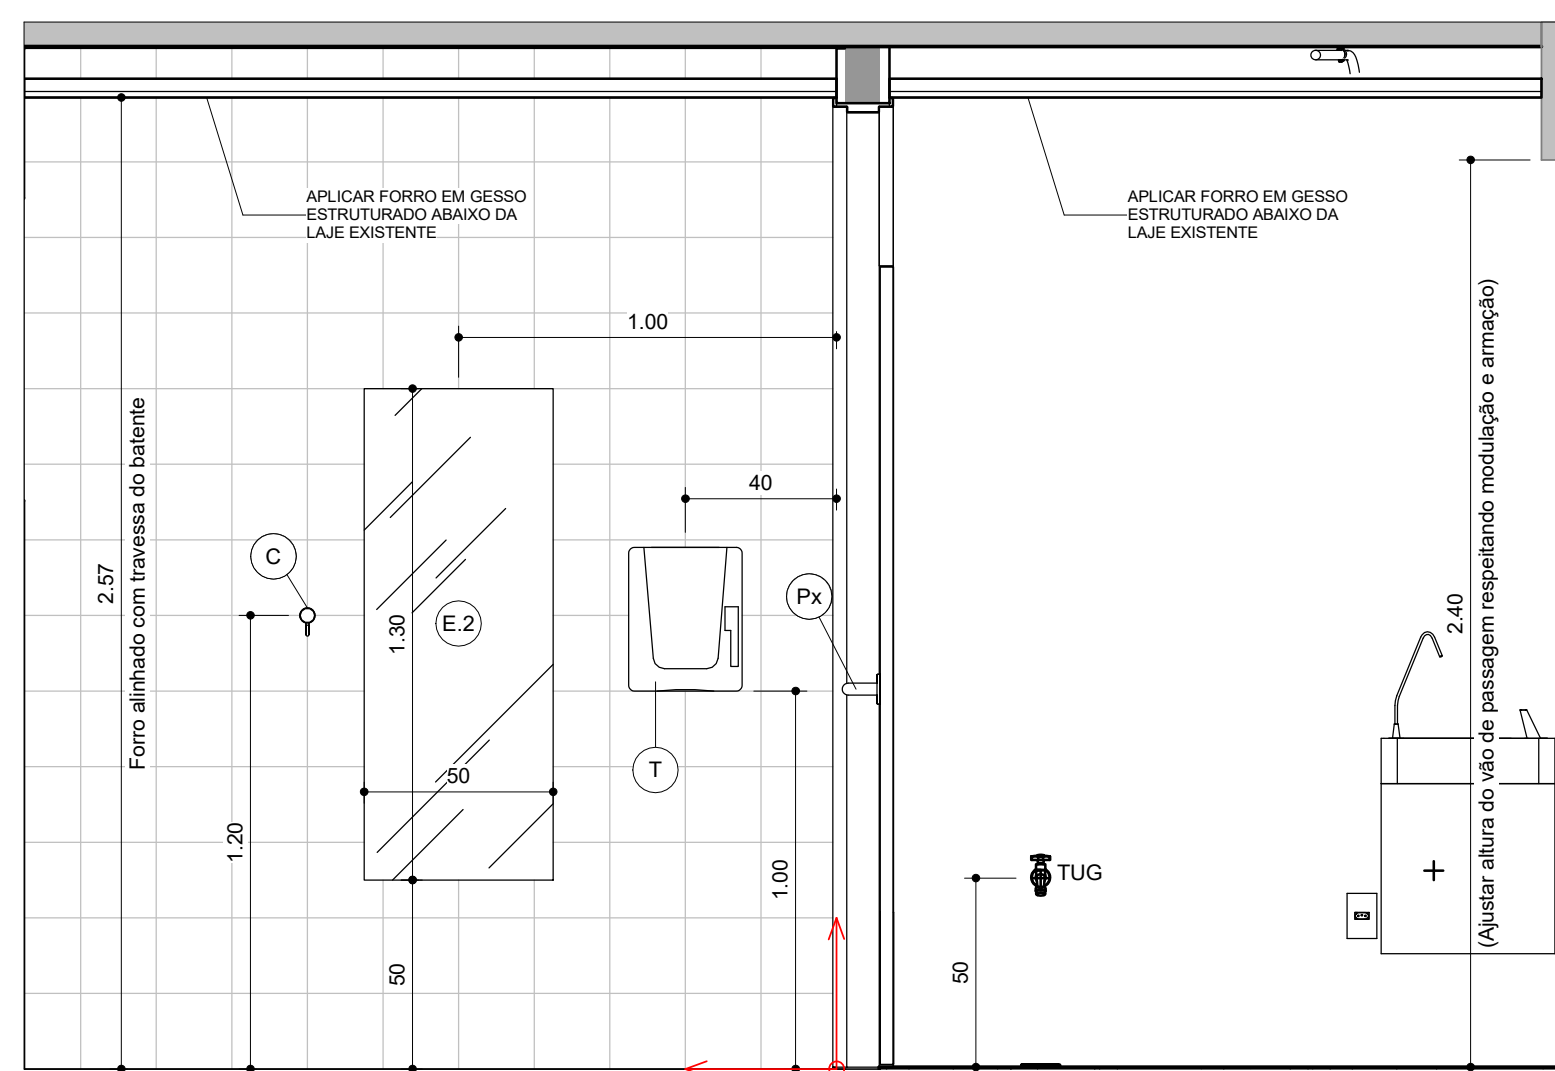 APLICAR FORRO EM GESSO
ESTRUTURADO ABAIXO DA
LAJE EXISTENTE
APLICAR FORRO EM GESSO
ESTRUTURADO ABAIXO DA
LAJE EXISTENTE
1.00
40
2.57
Forro alinhado com travessa do batente
C
1.30
E.2
Px
T
50
1.20
50
1.00
TUG
50
2.40
(Ajustar altura do vão de passagem respeitando modulação e armação)